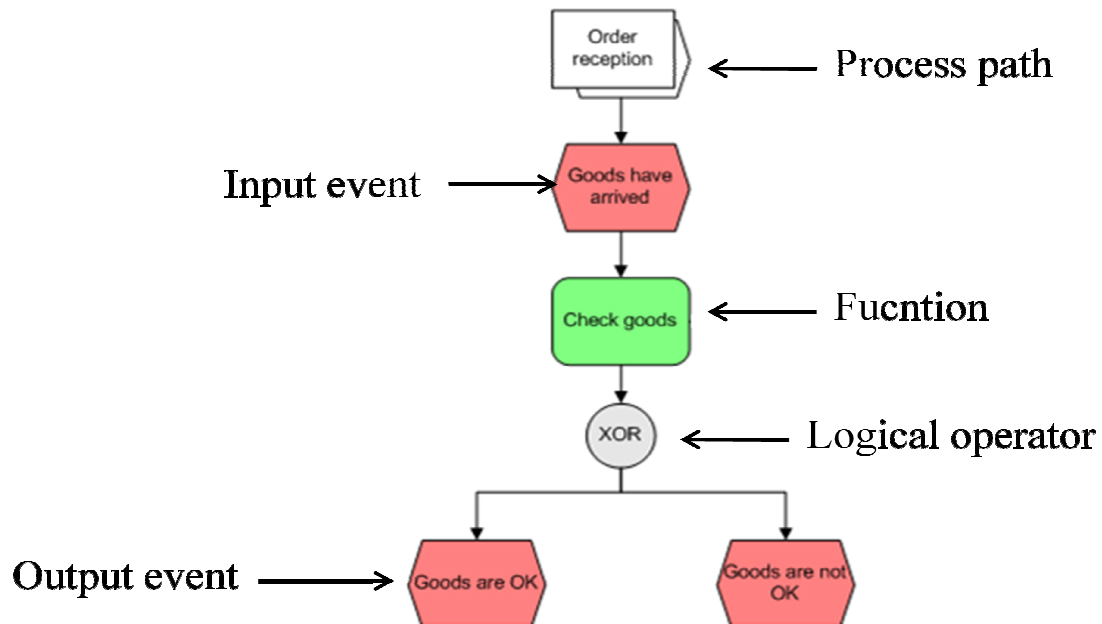 Order
reception
Process path
Input event
Goods have
arrived
Check goods
Fucntion
XOR
Logical operator
Output event
Goods are OK
Goods are not
OK